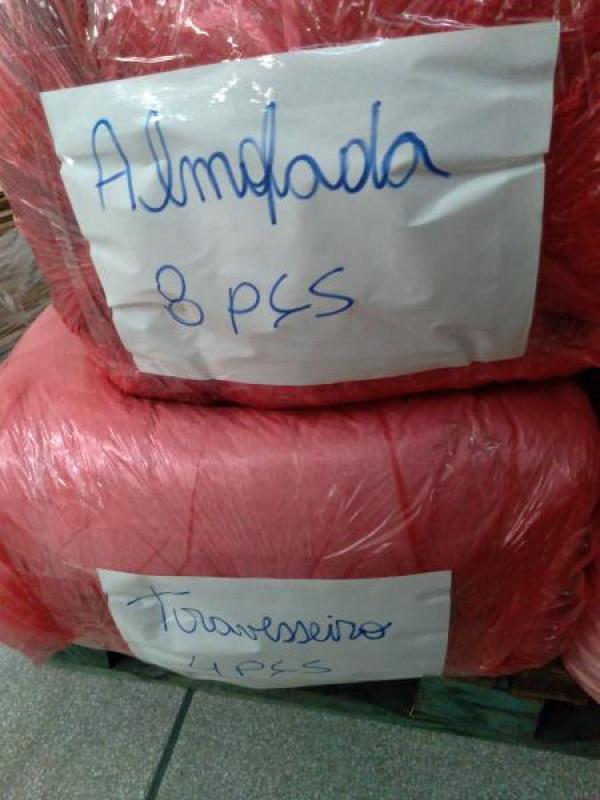 Almofada
8 pçs
Travesseiro
4 pçs